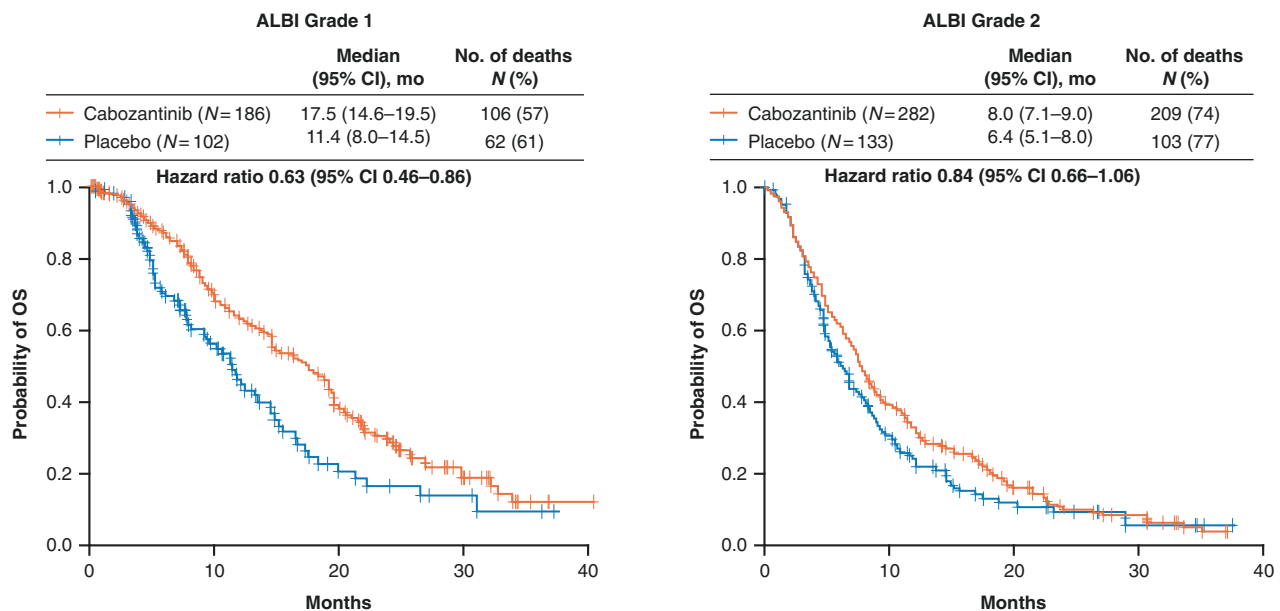 ALBI Grade 1
Median
(95% CI), mo
No. of deaths
N (%)
Cabozantinib (N=186) 17.5 (14.6–19.5) 106 (57)
Placebo (N=102) 11.4 (8.0–14.5) 62 (61)
Hazard ratio 0.63 (95% CI 0.46–0.86)
1.0
0.8
0.6
0.4
0.2
0.0
Probability of OS
0 10 20 30 40
Months
ALBI Grade 2
Median
(95% CI), mo
No. of deaths
N (%)
Cabozantinib (N=282) 8.0 (7.1–9.0) 209 (74)
Placebo (N=133) 6.4 (5.1–8.0) 103 (77)
Hazard ratio 0.84 (95% CI 0.66–1.06)
1.0
0.8
0.6
0.4
0.2
0.0
Probability of OS
0 10 20 30 40
Months